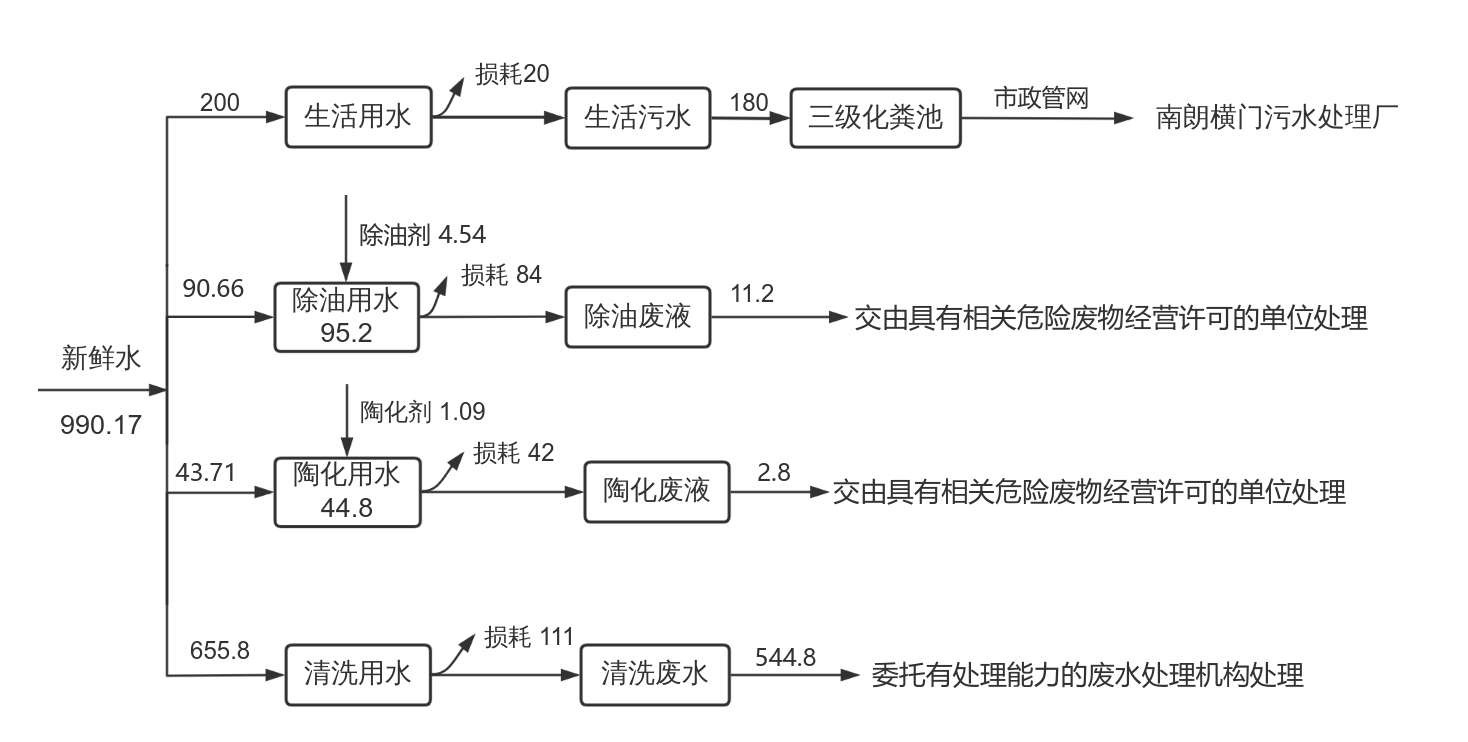 损耗20
200
生活用水
生活污水
180
三级化粪池
市政管网
南朗横门污水处理厂
除油剂 4.54
90.66
除油用水
95.2
损耗 84
除油废液
11.2
交由具有相关危险废物经营许可的单位处理
新鲜水
990.17
陶化剂 1.09
43.71
陶化用水
44.8
损耗 42
陶化废液
2.8
交由具有相关危险废物经营许可的单位处理
655.8
清洗用水
损耗 111
清洗废水
544.8
委托有处理能力的废水处理机构处理